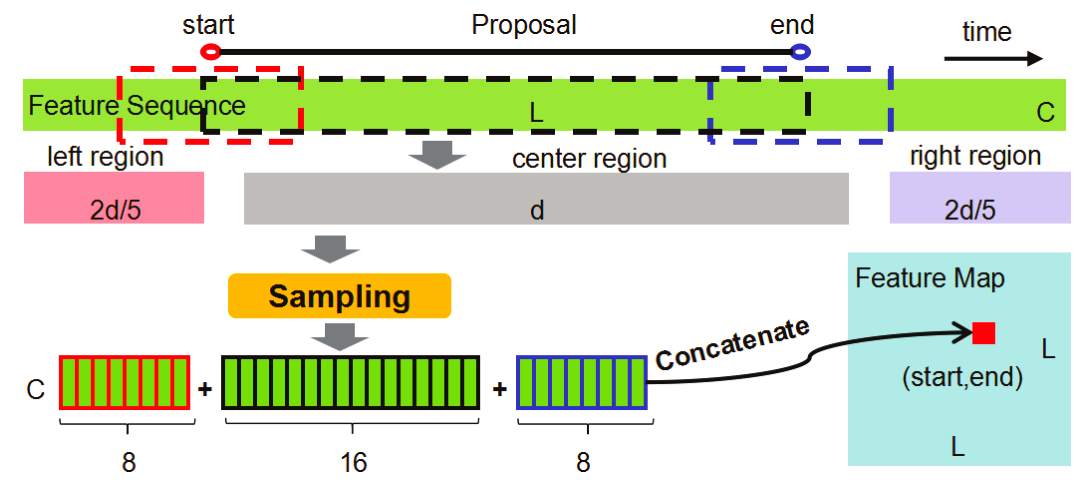 start
Proposal
end
time
Feature Sequence
L
C
left region
center region
right region
2d/5
d
2d/5
Sampling
Feature Map
Concatenate
L
(start,end)
C
+
+
L
8
16
8